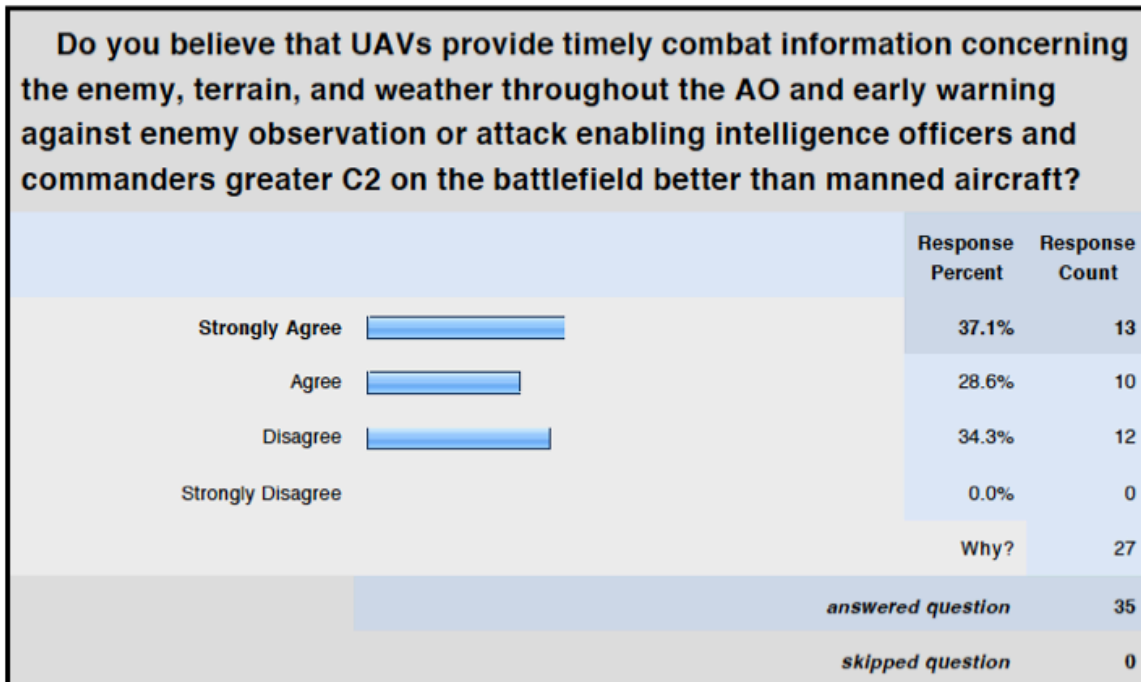 Do you believe that UAVs provide timely combat information concerning
the enemy, terrain, and weather throughout the AO and early warning
against enemy observation or attack enabling intelligence officers and
commanders greater C2 on the battlefield better than manned aircraft?
Response Percent Response Count
Strongly Agree 37.1% 13
Agree 28.6% 10
Disagree 34.3% 12
Strongly Disagree 0.0% 0
Why? 27
answered question 35
skipped question 0